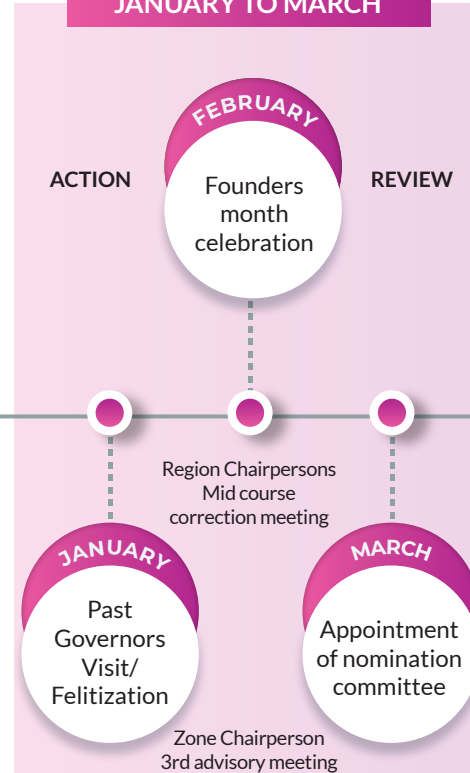 JANUARY TO MARCH
FEBRUARY
ACTION
Founders
month
celebration
REVIEW
Region Chairpersons
Mid course
correction meeting
JANUARY
Past
Governors
Visit/
Felitization
MARCH
Appointment
of nomination
committee
Zone Chairperson
3rd advisory meeting